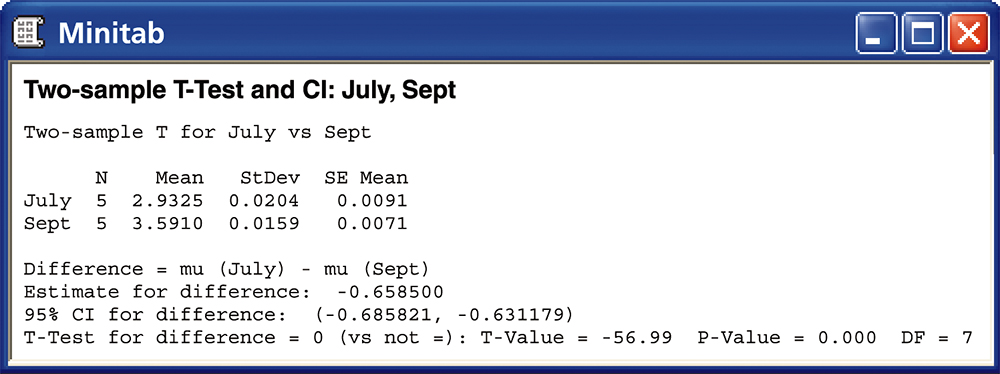 Minitab
Two-sample T-Test and CI: July, Sept
Two-sample T for July vs Sept
N Mean StDev SE Mean
July 5 2.9325 0.0204 0.0091
Sept 5 3.5910 0.0159 0.0071
Difference = mu (July) - mu (Sept)
Estimate for difference: -0.658500
95% CI for difference: (-0.685821, -0.631179)
T-Test for difference = 0 (vs not =): T-Value = -56.99 P-Value = 0.000 DF = 7